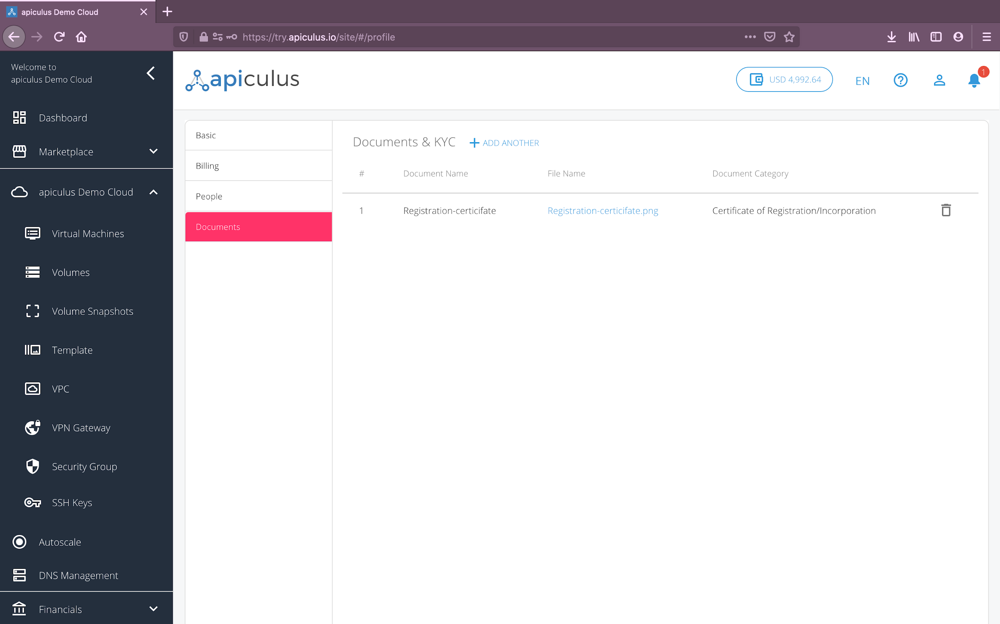 apiculus Demo Cloud
https://try.apiculus.io/site/#/profile
Welcome to
apiculus Demo Cloud
Dashboard
Marketplace
apiculus Demo Cloud
Virtual Machines
Volumes
Volume Snapshots
Template
VPC
VPN Gateway
Security Group
SSH Keys
Autoscale
DNS Management
Financials
apiculus
USD 4,992.64
EN
1
Basic
Billing
People
Documents
Documents & KYC
ADD ANOTHER
# Document Name File Name Document Category
1 Registration-certicifate Registration-certicifate.png Certificate of Registration/Incorporation